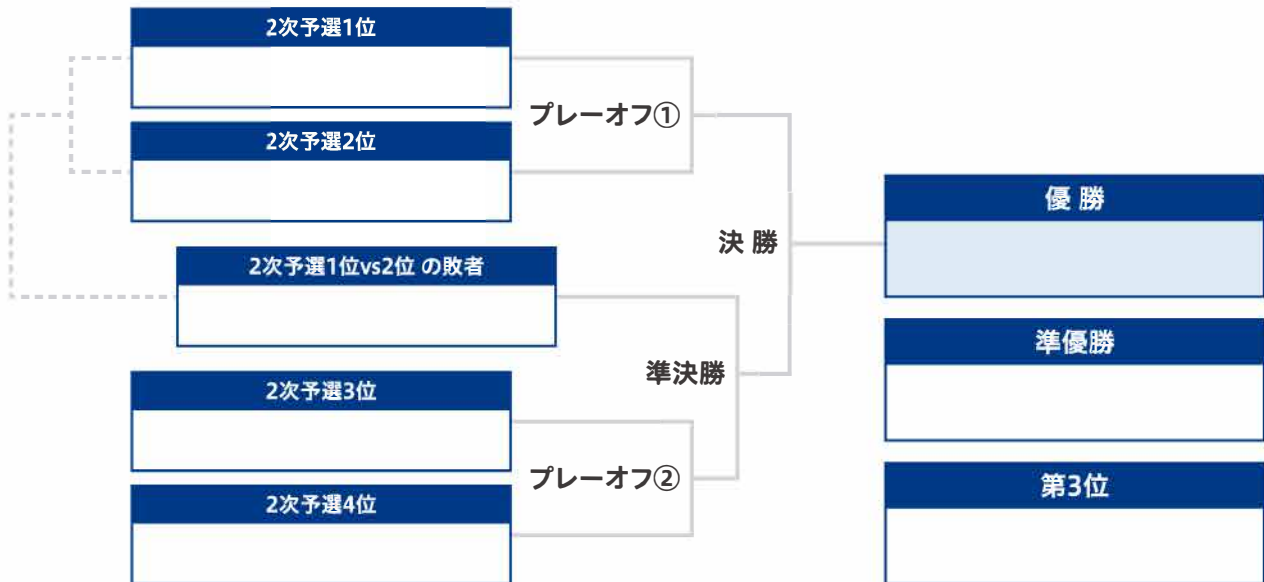 2次予選1位
プレーオフ①
2次予選2位
優 勝
決 勝
2次予選1位vs2位 の敗者
準優勝
準決勝
2次予選3位
プレーオフ②
第3位
2次予選4位